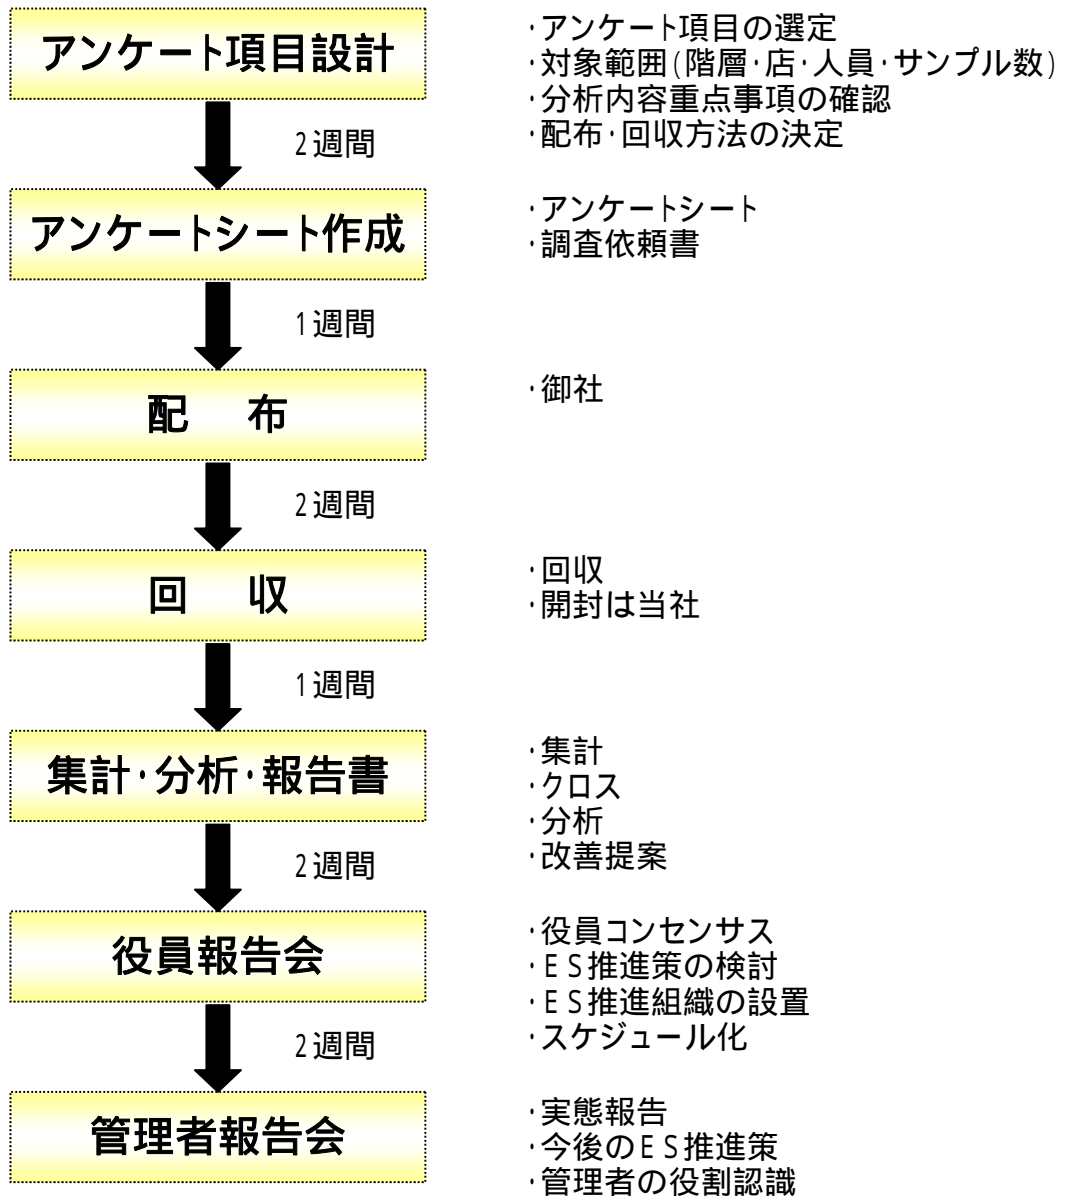 アンケート項目設計
･アンケート項目の選定
･対象範囲(階層･店･人員･サンプル数)
･分析内容重点事項の確認
･配布･回収方法の決定
2週間
アンケートシート作成
･アンケートシート
･調査依頼書
1週間
配　布
･御社
2週間
回　収
･回収
･開封は当社
1週間
集計･分析･報告書
･集計
･クロス
･分析
･改善提案
2週間
役員報告会
･役員コンセンサス
･ES推進策の検討
･ES推進組織の設置
･スケジュール化
2週間
管理者報告会
･実態報告
･今後のES推進策
･管理者の役割認識